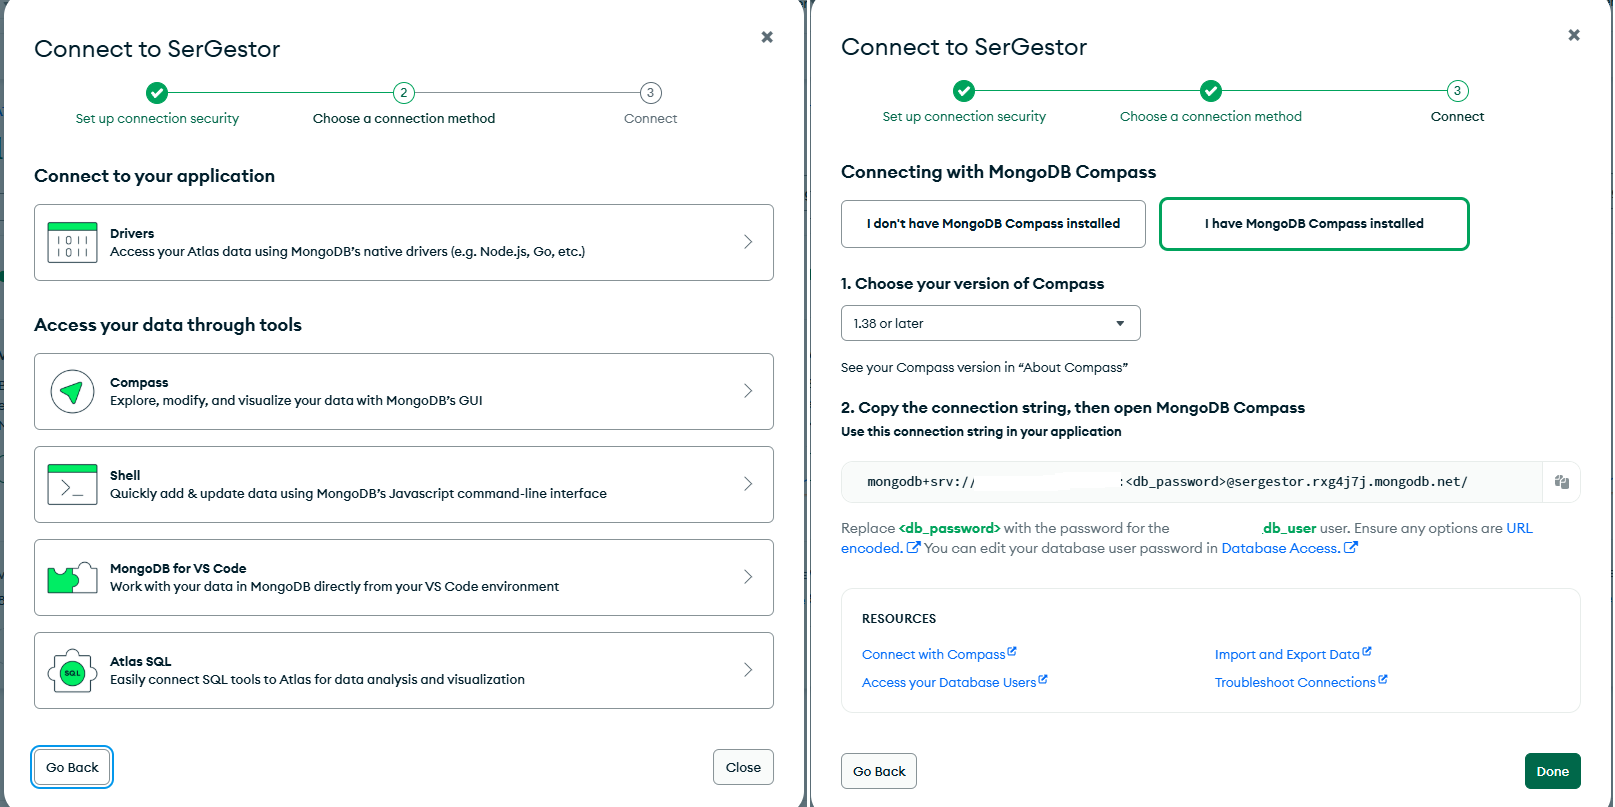 Connect to SerGestor
2
3
Set up connection security
Choose a connection method
Connect
Connect to your application
Drivers
Access your Atlas data using MongoDB's native drivers (e.g. Node.js, Go, etc.)
Access your data through tools
Compass
Explore, modify, and visualize your data with MongoDB's GUI
Shell
Quickly add & update data using MongoDB's Javascript command-line interface
MongoDB for VS Code
Work with your data in MongoDB directly from your VS Code environment
SQL
Atlas SQL
Easily connect SQL tools to Atlas for data analysis and visualization
Go Back
Close
Connect to SerGestor
3
Set up connection security
Choose a connection method
Connect
Connecting with MongoDB Compass
I don't have MongoDB Compass installed
I have MongoDB Compass installed
1. Choose your version of Compass
1.38 or later
See your Compass version in “About Compass”
2. Copy the connection string, then open MongoDB Compass
Use this connection string in your application
mongodb+srv:// :<db_password>@sergestor.rxg4j7j.mongodb.net/
Replace <db_password> with the password for the db_user user. Ensure any options are URL
encoded. You can edit your database user password in Database Access.
RESOURCES
Connect with Compass
Import and Export Data
Access your Database Users
Troubleshoot Connections
Go Back
Done